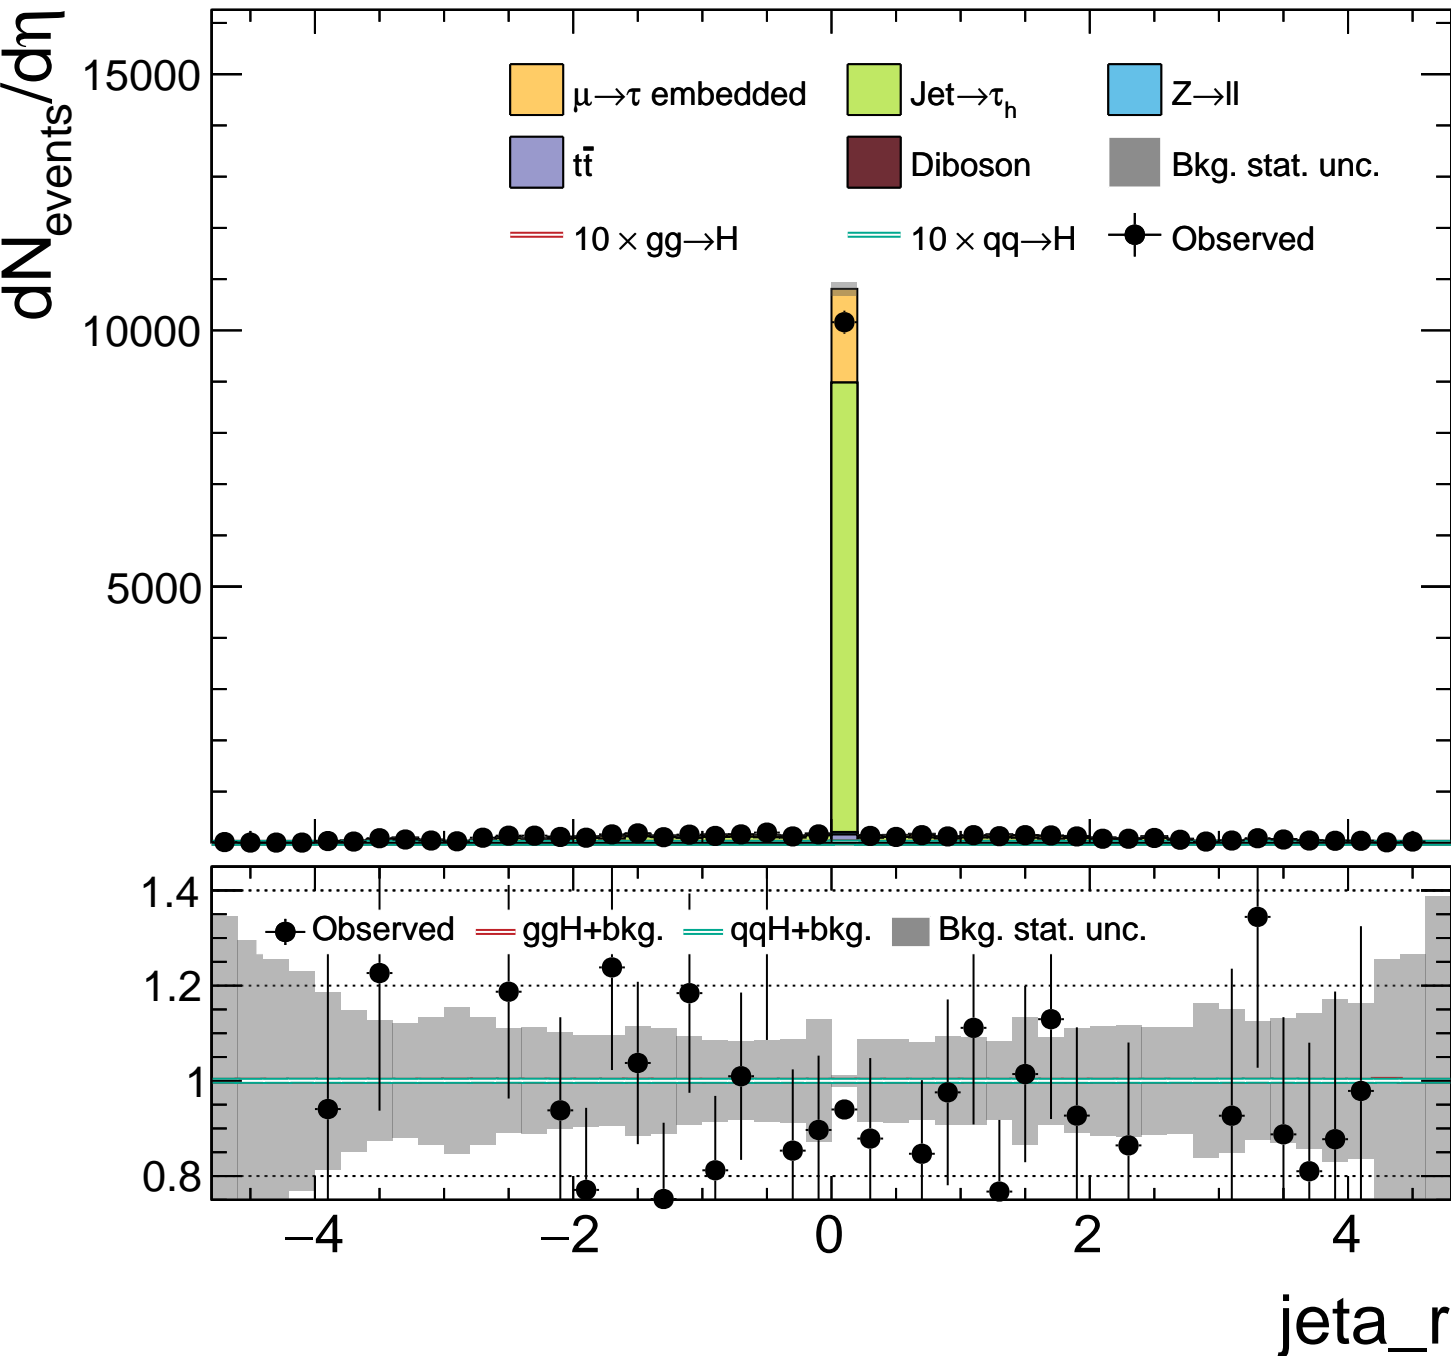 dN_events/dη
15000
10000
5000
μ→τ embedded
Jet→τ_h
Z→ll
tt̄
Diboson
Bkg. stat. unc.
10 × gg→H
10 × qq→H
Observed
1.4
1.2
1
0.8
Observed
ggH+bkg.
qqH+bkg.
Bkg. stat. unc.
−4
−2
0
2
4
jeta_r